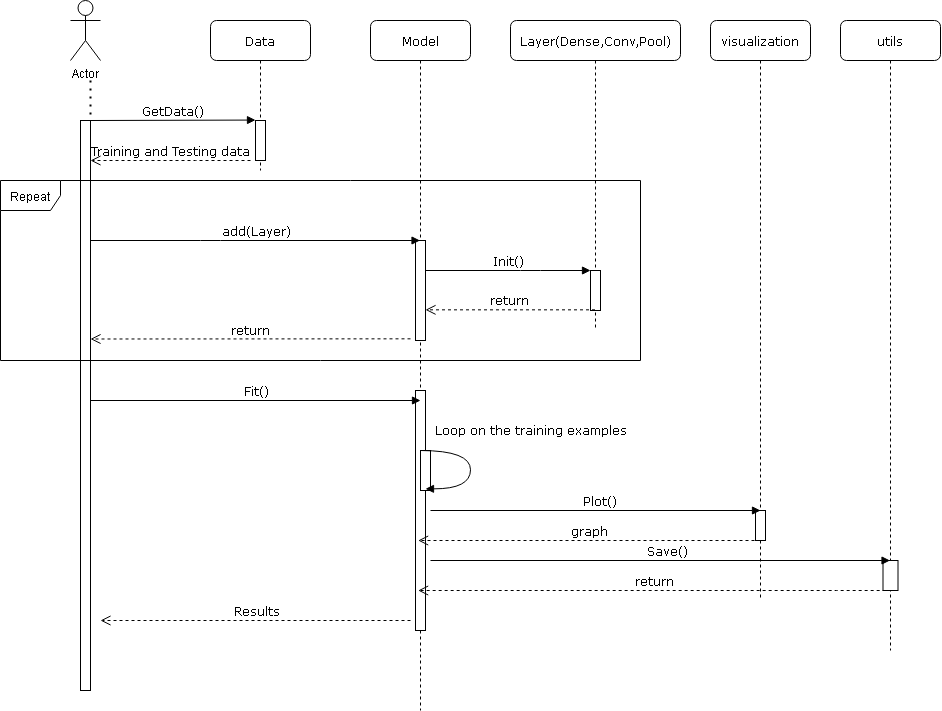 Actor
Data
Model
Layer(Dense,Conv,Pool)
visualization
utils
GetData()
Training and Testing data
Repeat
add(Layer)
Init()
return
return
Fit()
Loop on the training examples
Plot()
graph
Save()
return
Results